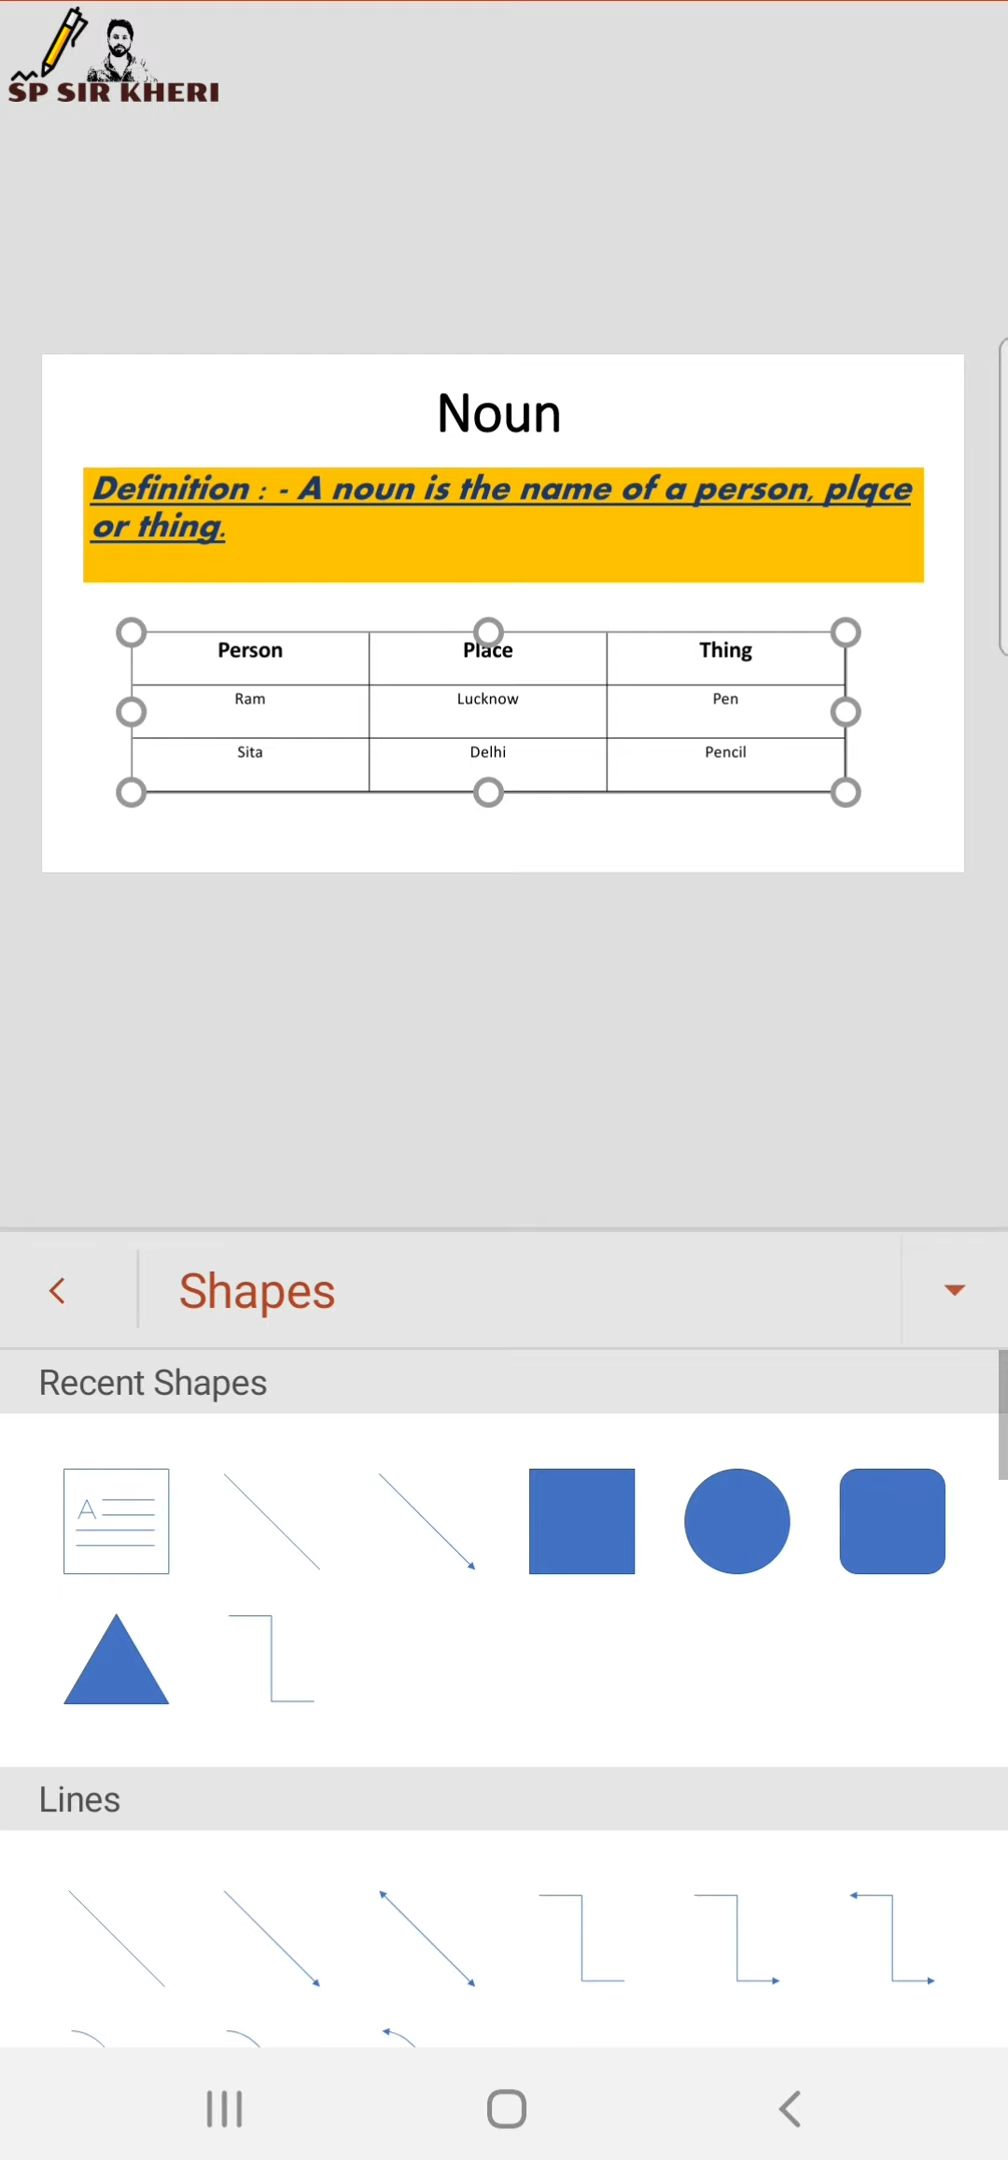 SP SIR KHERI
Noun
Definition : - A noun is the name of a person, plqce
or thing.
Person Place Thing
Ram Lucknow Pen
Sita Delhi Pencil
Shapes
Recent Shapes
A
Lines